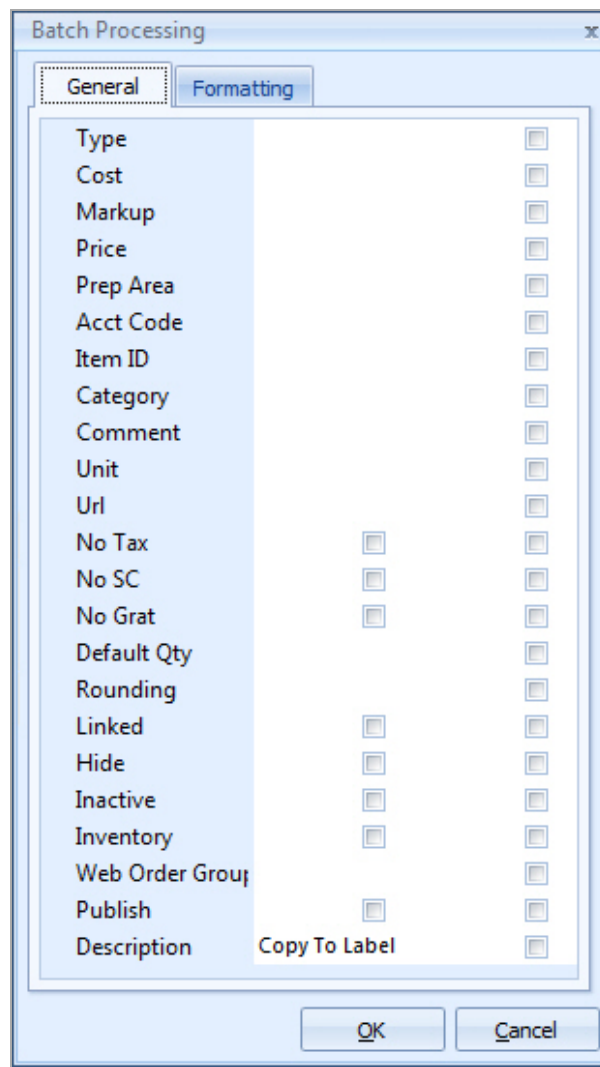 Batch Processing x
General Formatting
Type
Cost
Markup
Price
Prep Area
Acct Code
Item ID
Category
Comment
Unit
Url
No Tax
No SC
No Grat
Default Qty
Rounding
Linked
Hide
Inactive
Inventory
Web Order Group
Publish
Description Copy To Label
OK Cancel